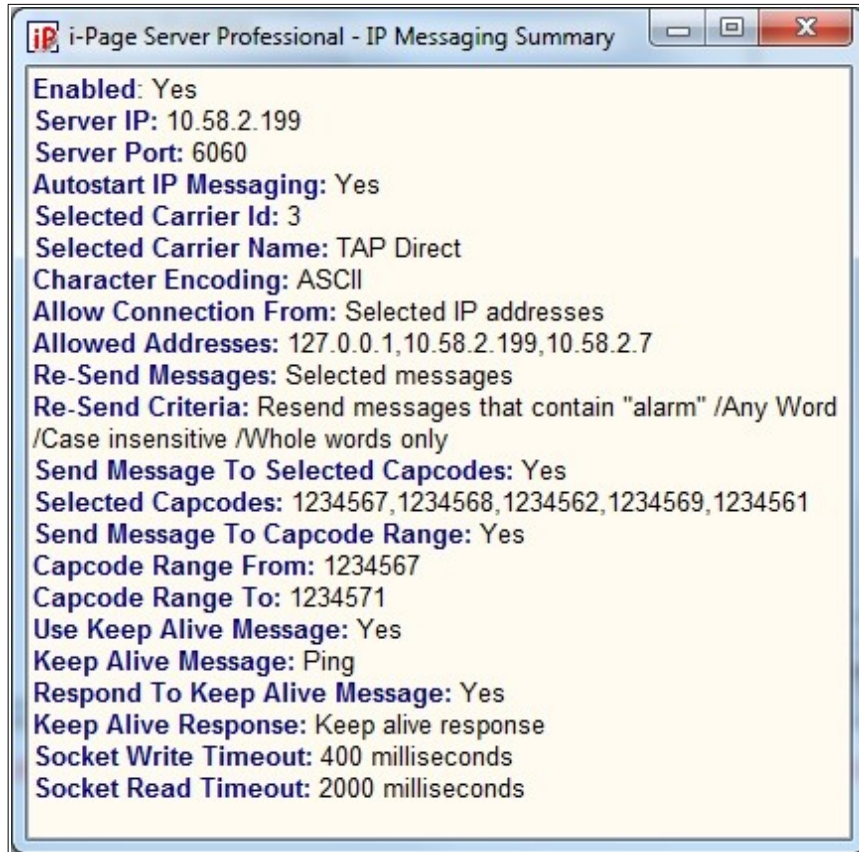 iP i-Page Server Professional - IP Messaging Summary
Enabled: Yes
Server IP: 10.58.2.199
Server Port: 6060
Autostart IP Messaging: Yes
Selected Carrier Id: 3
Selected Carrier Name: TAP Direct
Character Encoding: ASCII
Allow Connection From: Selected IP addresses
Allowed Addresses: 127.0.0.1,10.58.2.199,10.58.2.7
Re-Send Messages: Selected messages
Re-Send Criteria: Resend messages that contain "alarm" /Any Word
/Case insensitive /Whole words only
Send Message To Selected Capcodes: Yes
Selected Capcodes: 1234567,1234568,1234562,1234569,1234561
Send Message To Capcode Range: Yes
Capcode Range From: 1234567
Capcode Range To: 1234571
Use Keep Alive Message: Yes
Keep Alive Message: Ping
Respond To Keep Alive Message: Yes
Keep Alive Response: Keep alive response
Socket Write Timeout: 400 milliseconds
Socket Read Timeout: 2000 milliseconds